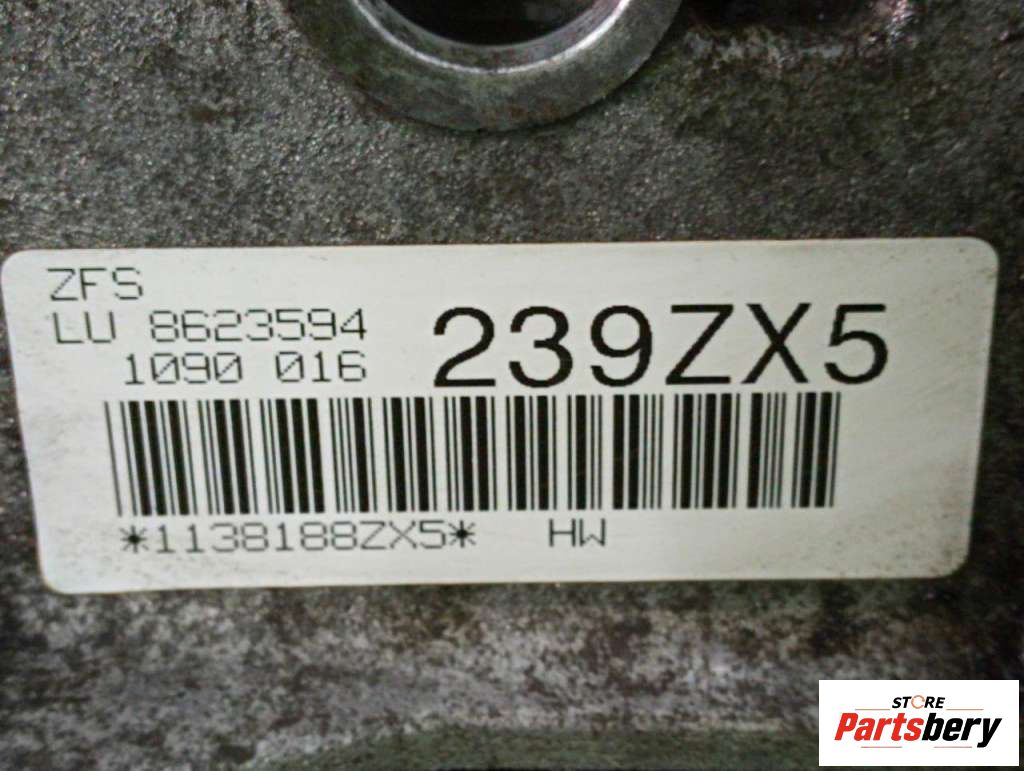 ZFS
LU 8623594
1090 016
239ZX5
*1138188ZX5* HW
STORE
Partsbery